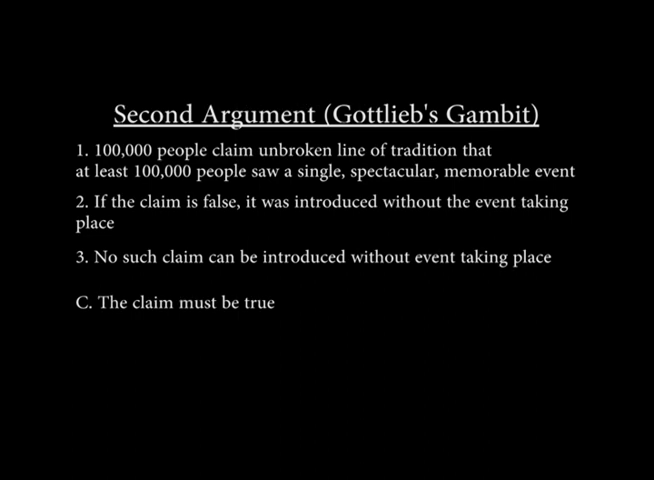 Second Argument (Gottlieb's Gambit)
1. 100,000 people claim unbroken line of tradition that
at least 100,000 people saw a single, spectacular, memorable event
2. If the claim is false, it was introduced without the event taking
place
3. No such claim can be introduced without event taking place
C. The claim must be true